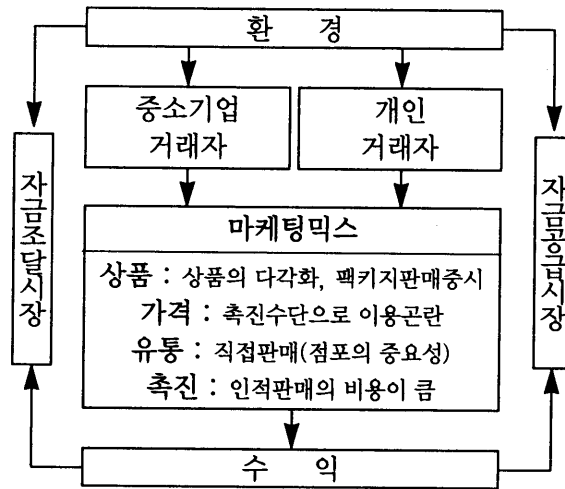 환 경
중소기업
거래자
개인
거래자
자금조달시장
자금공급시장
마케팅믹스
상품 : 상품의 다각화, 팩키지판매중시
가격 : 촉진수단으로 이용곤란
유통 : 직접판매(점포의 중요성)
촉진 : 인적판매의 비용이 큼
수 익